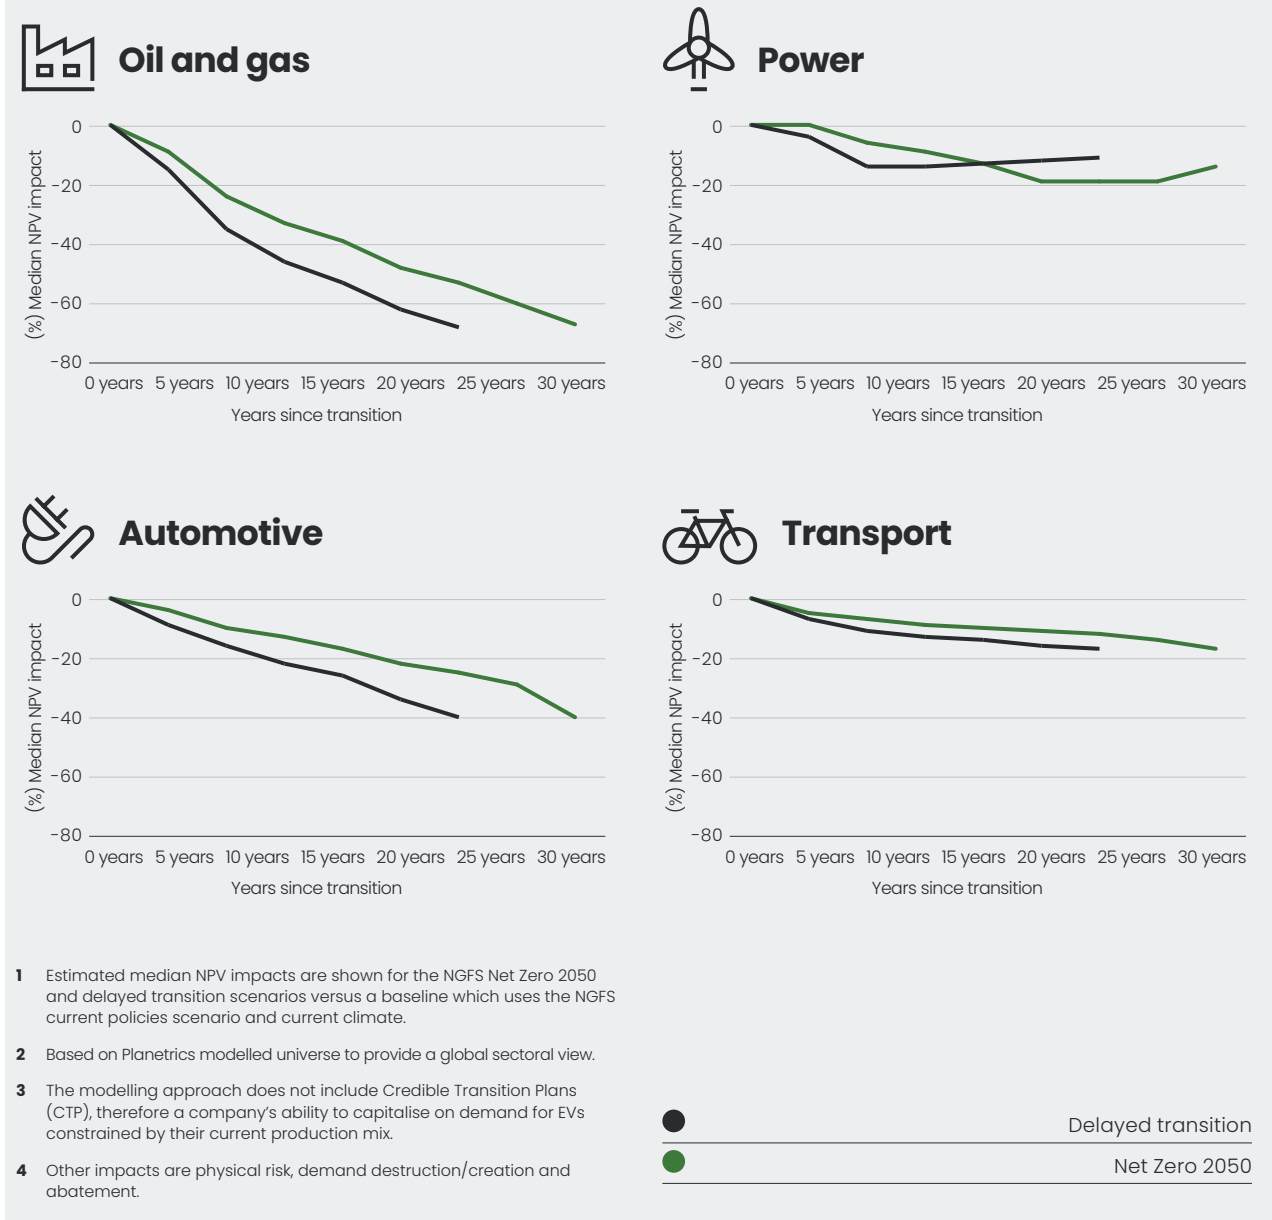 Oil and gas
(%) Median NPV impact
0
−20
−40
−60
−80
0 years 5 years 10 years 15 years 20 years 25 years 30 years
Years since transition
Power
(%) Median NPV impact
0
−20
−40
−60
−80
0 years 5 years 10 years 15 years 20 years 25 years 30 years
Years since transition
Automotive
(%) Median NPV impact
0
−20
−40
−60
−80
0 years 5 years 10 years 15 years 20 years 25 years 30 years
Years since transition
Transport
(%) Median NPV impact
0
−20
−40
−60
−80
0 years 5 years 10 years 15 years 20 years 25 years 30 years
Years since transition
1 Estimated median NPV impacts are shown for the NGFS Net Zero 2050
and delayed transition scenarios versus a baseline which uses the NGFS
current policies scenario and current climate.
2 Based on Planetrics modelled universe to provide a global sectoral view.
3 The modelling approach does not include Credible Transition Plans
(CTP), therefore a company’s ability to capitalise on demand for EVs
constrained by their current production mix.
4 Other impacts are physical risk, demand destruction/creation and
abatement.
Delayed transition
Net Zero 2050